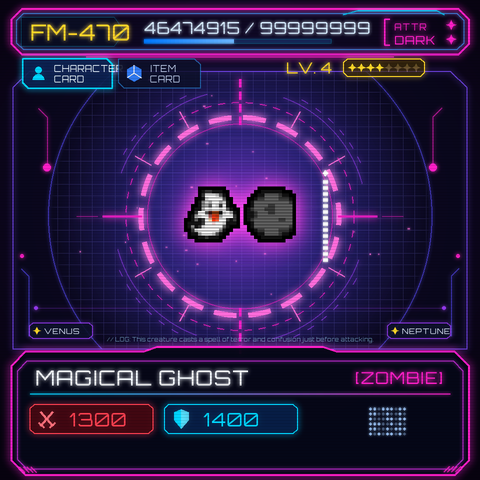 FM-470
46474915 / 99999999
ATTR
DARK
CHARACTER
CARD
ITEM
CARD
LV.4
VENUS
NEPTUNE
// LOG: This creature casts a spell of terror and confusion just before attacking.
MAGICAL GHOST
[ZOMBIE]
1300
1400